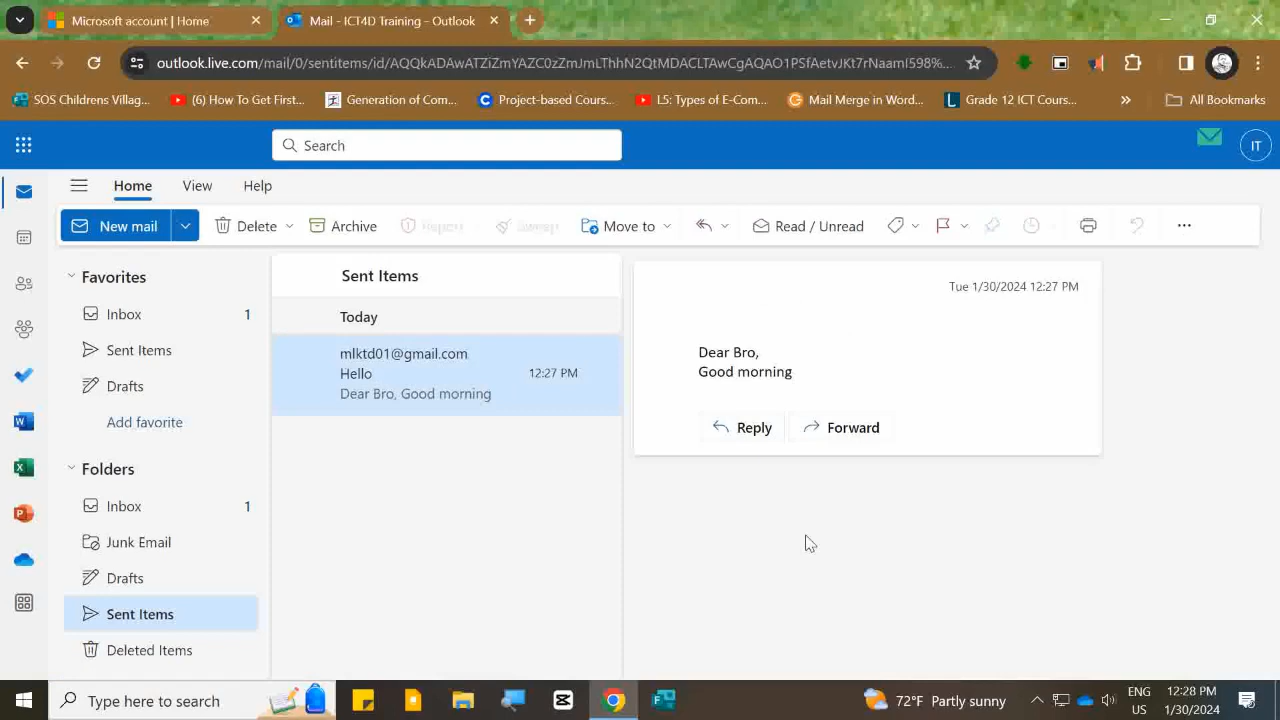 Microsoft account | Home
Mail - ICT4D Training - Outlook
outlook.live.com/mail/0/sentitems/id/AQQkADAwATZiZmYAZC0zZmJmLThhN2QtMDACLTAwCgAQAO1PSfAetvJKt7rNaamI598%...
SOS Childrens Villag...
(6) How To Get First...
Generation of Com...
Project-based Cours...
L5: Types of E-Com...
Mail Merge in Word...
Grade 12 ICT Cours...
All Bookmarks
Search
IT
Home View Help
New mail
Delete
Archive
Report
Sweep
Move to
Read / Unread
Favorites
Inbox 1
Sent Items
Drafts
Add favorite
Folders
Inbox 1
Junk Email
Drafts
Sent Items
Deleted Items
Sent Items
Today
mlktd01@gmail.com
Hello 12:27 PM
Dear Bro, Good morning
Tue 1/30/2024 12:27 PM
Dear Bro,
Good morning
Reply
Forward
Type here to search
72°F Partly sunny
ENG
US
12:28 PM
1/30/2024